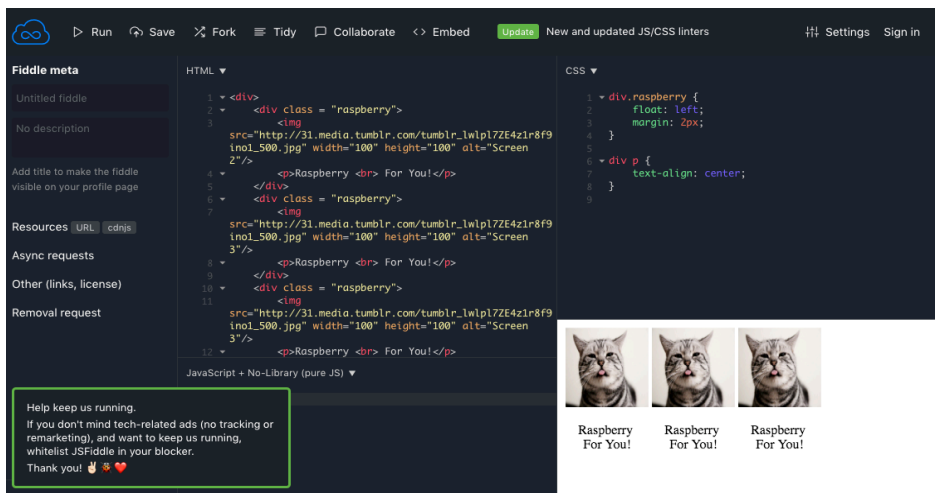 Run Save Fork Tidy Collaborate Embed Update New and updated JS/CSS linters Settings Sign in
Fiddle meta
Untitled fiddle
No description
Add title to make the fiddle
visible on your profile page
Resources URL cdnjs
Async requests
Other (links, license)
Removal request
HTML ▼
1 <div>
2 <div class = "raspberry">
3 <img
src="http://31.media.tumblr.com/tumblr_lwlpl7ZE4z1r8f9
ino1_500.jpg" width="100" height="100" alt="Screen
2"/>
4 <p>Raspberry <br> For You!</p>
5 </div>
6 <div class = "raspberry">
7 <img
src="http://31.media.tumblr.com/tumblr_lwlpl7ZE4z1r8f9
ino1_500.jpg" width="100" height="100" alt="Screen
3"/>
8 <p>Raspberry <br> For You!</p>
9 </div>
10 <div class = "raspberry">
11 <img
src="http://31.media.tumblr.com/tumblr_lwlpl7ZE4z1r8f9
ino1_500.jpg" width="100" height="100" alt="Screen
3"/>
12 <p>Raspberry <br> For You!</p>
CSS ▼
1 div.raspberry {
2 float: left;
3 margin: 2px;
4 }
5
6 div p {
7 text-align: center;
8 }
9
JavaScript + No-Library (pure JS) ▼
Help keep us running.
If you don't mind tech-related ads (no tracking or
remarketing), and want to keep us running,
whitelist JSFiddle in your blocker.
Thank you! ✌🏻 ❤️
Raspberry Raspberry Raspberry
For You! For You! For You!